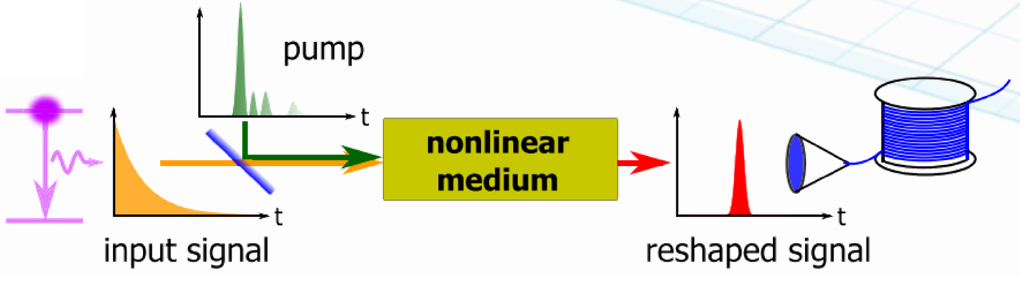 pump
t
nonlinear
medium
t
input signal
t
reshaped signal